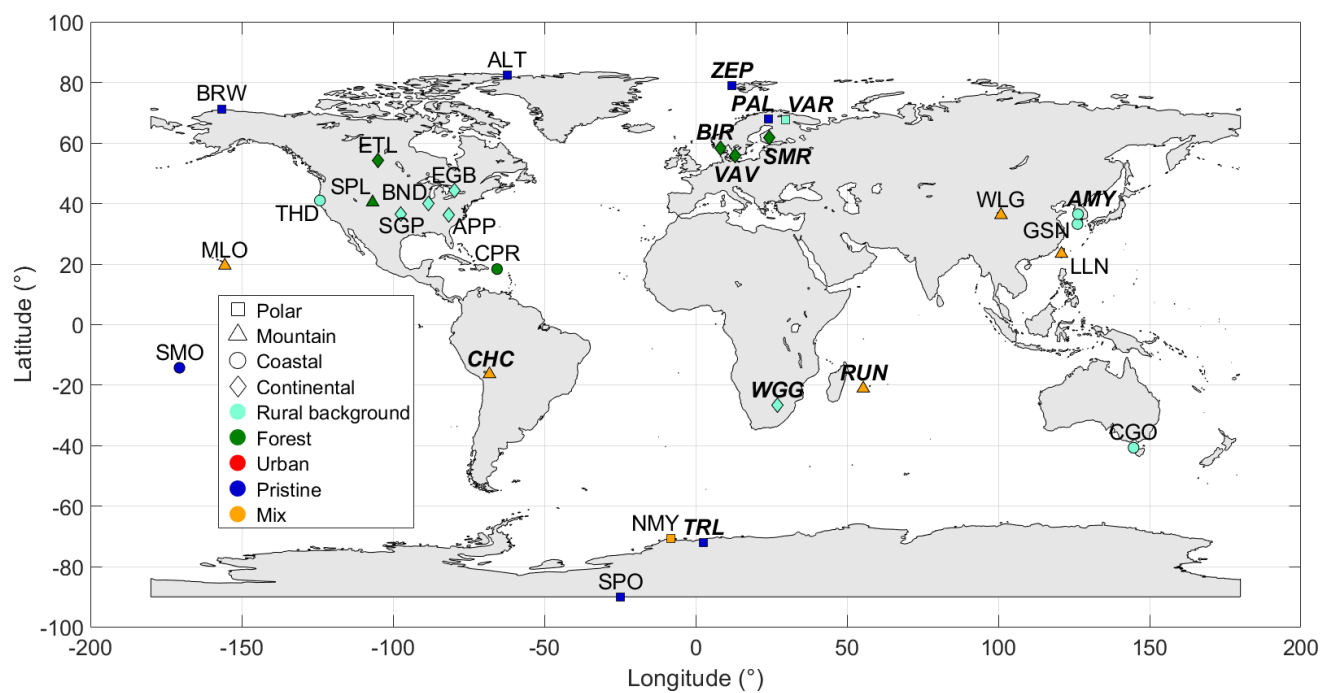 100
80
60
40
20
0
-20
-40
-60
-80
-100
Latitude (°)
ALT
ZEP
BRW
PAL
VAR
BIR
ETL
SMR
VAV
EGB
SPL
BND
THD
SGP
APP
WLG
AMY
GSN
LLN
MLO
CPR
SMO
CHC
WGG
RUN
CGO
NMY
TRL
SPO
Polar
Mountain
Coastal
Continental
Rural background
Forest
Urban
Pristine
Mix
-200
-150
-100
-50
0
50
100
150
200
Longitude (°)